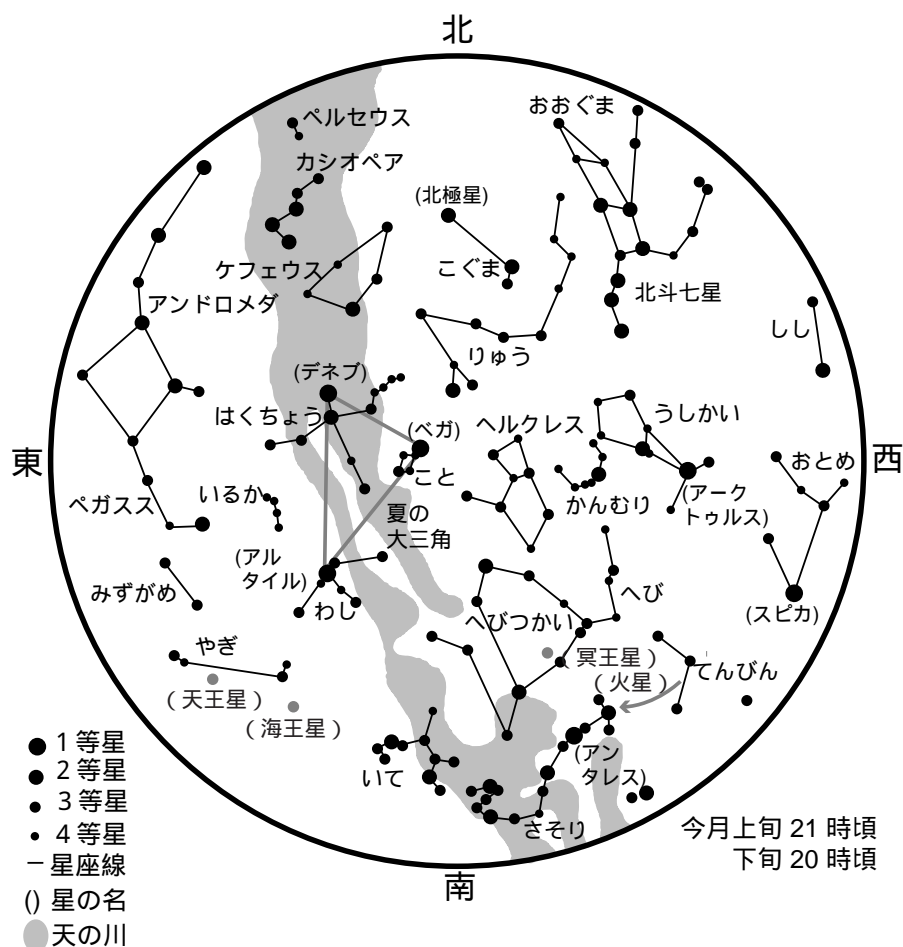 北
ペルセウス
おおぐま
カシオペア
(北極星)
ケフェウス
こぐま
アンドロメダ
北斗七星
しし
りゅう
(デネブ)
はくちょう
(ベガ)
ヘルクレス
うしかい
東
西
おとめ
こと
ペガスス
いるか
かんむり
(アーク
トゥルス)
夏の
大三角
(アル
タイル)
みずがめ
わし
へび
へびつかい
(スピカ)
やぎ
(冥王星)
(火星)
てんびん
(天王星)
(海王星)
いて
(アン
タレス)
さそり
1等星
2等星
3等星
4等星
星座線
() 星の名
天の川
今月上旬 21 時頃
下旬 20 時頃
南